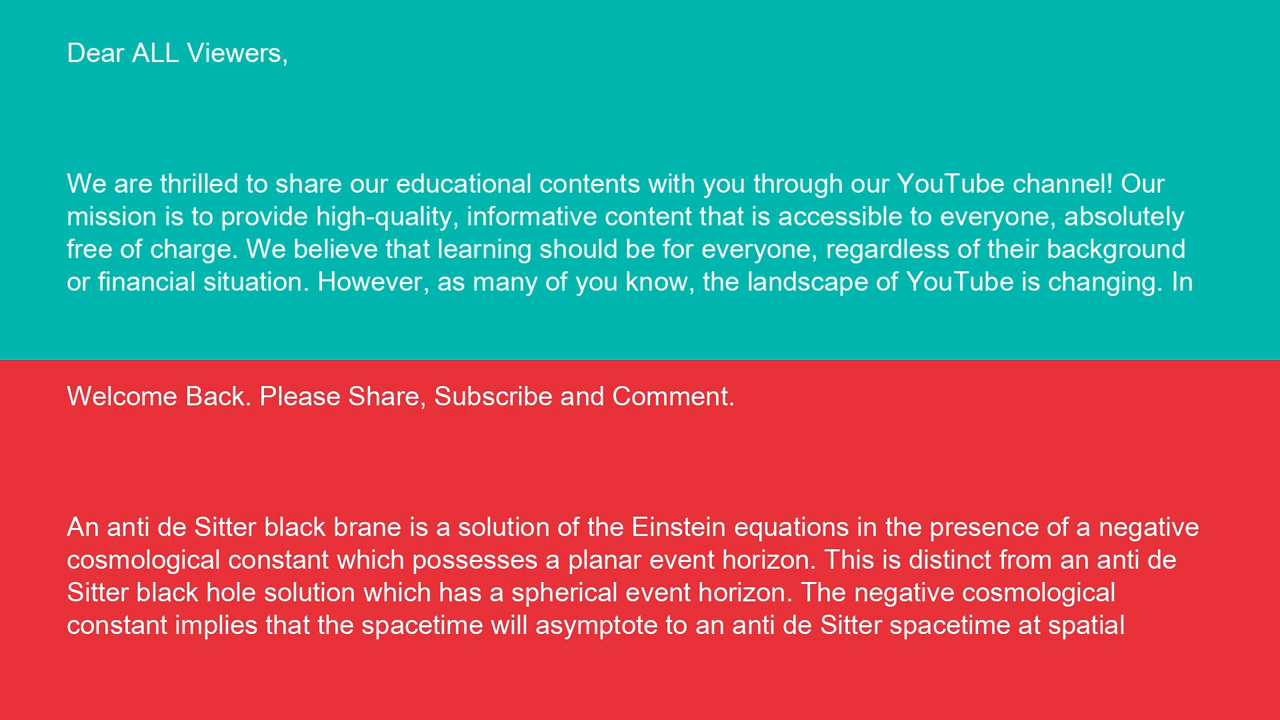 Dear ALL Viewers,
We are thrilled to share our educational contents with you through our YouTube channel! Our
mission is to provide high-quality, informative content that is accessible to everyone, absolutely
free of charge. We believe that learning should be for everyone, regardless of their background
or financial situation. However, as many of you know, the landscape of YouTube is changing. In
Welcome Back. Please Share, Subscribe and Comment.
An anti de Sitter black brane is a solution of the Einstein equations in the presence of a negative
cosmological constant which possesses a planar event horizon. This is distinct from an anti de
Sitter black hole solution which has a spherical event horizon. The negative cosmological
constant implies that the spacetime will asymptote to an anti de Sitter spacetime at spatial